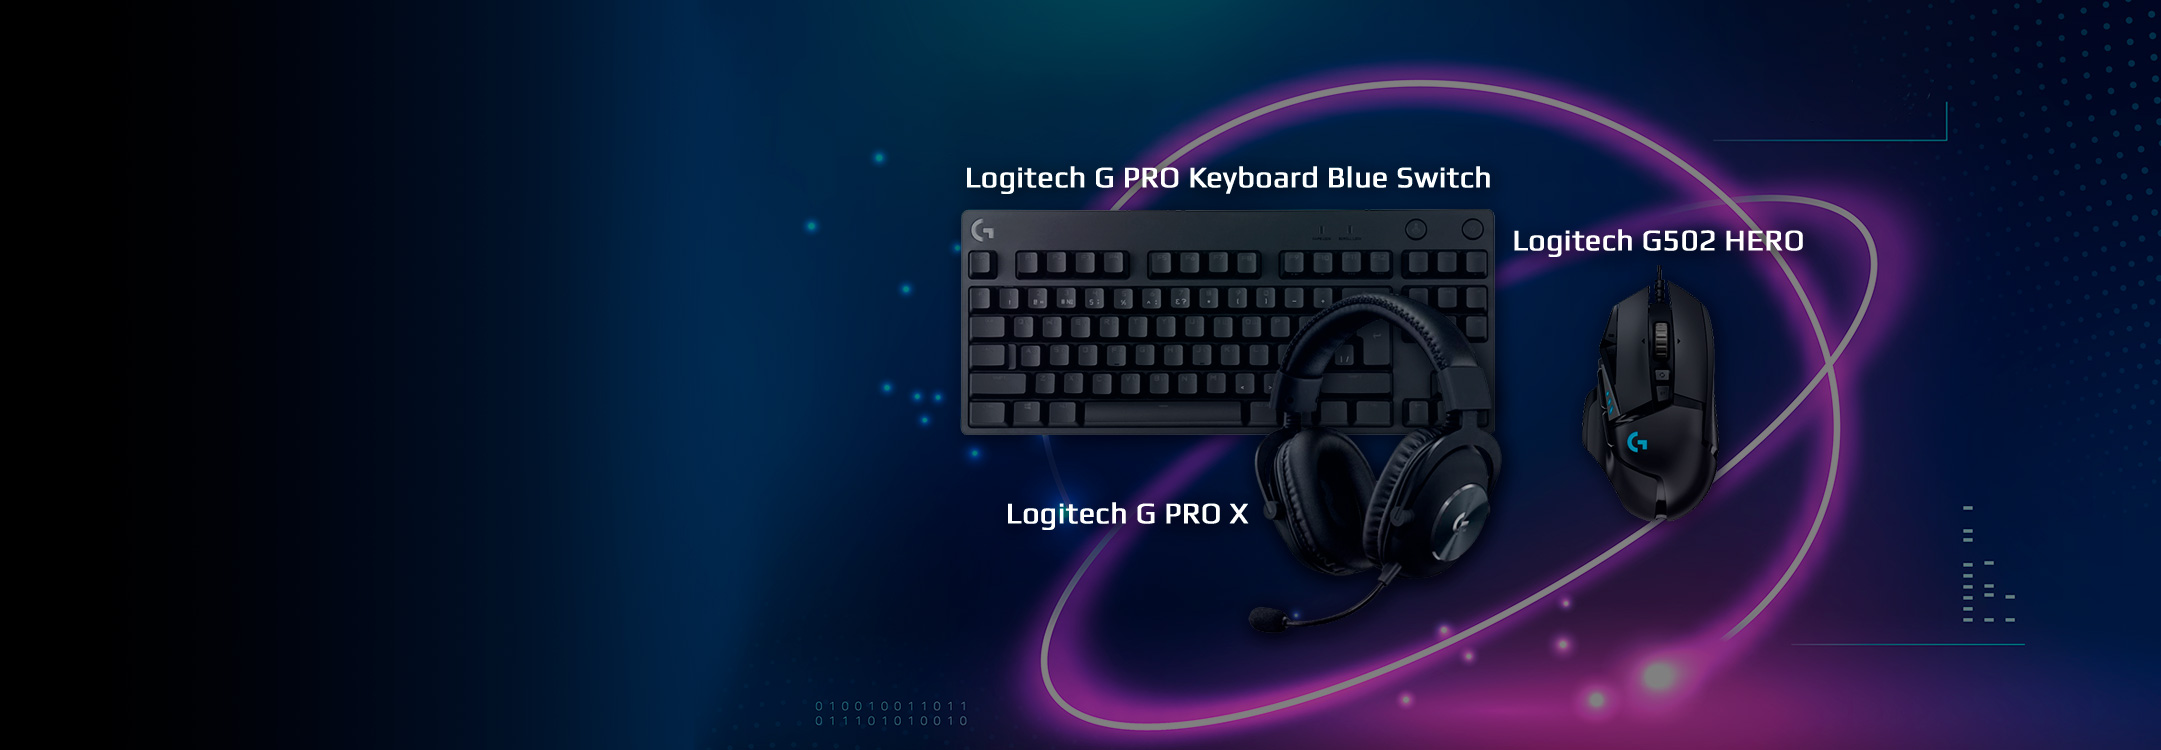 Logitech G PRO Keyboard Blue Switch
Logitech G502 HERO
Logitech G PRO X
010010011011
011101010010